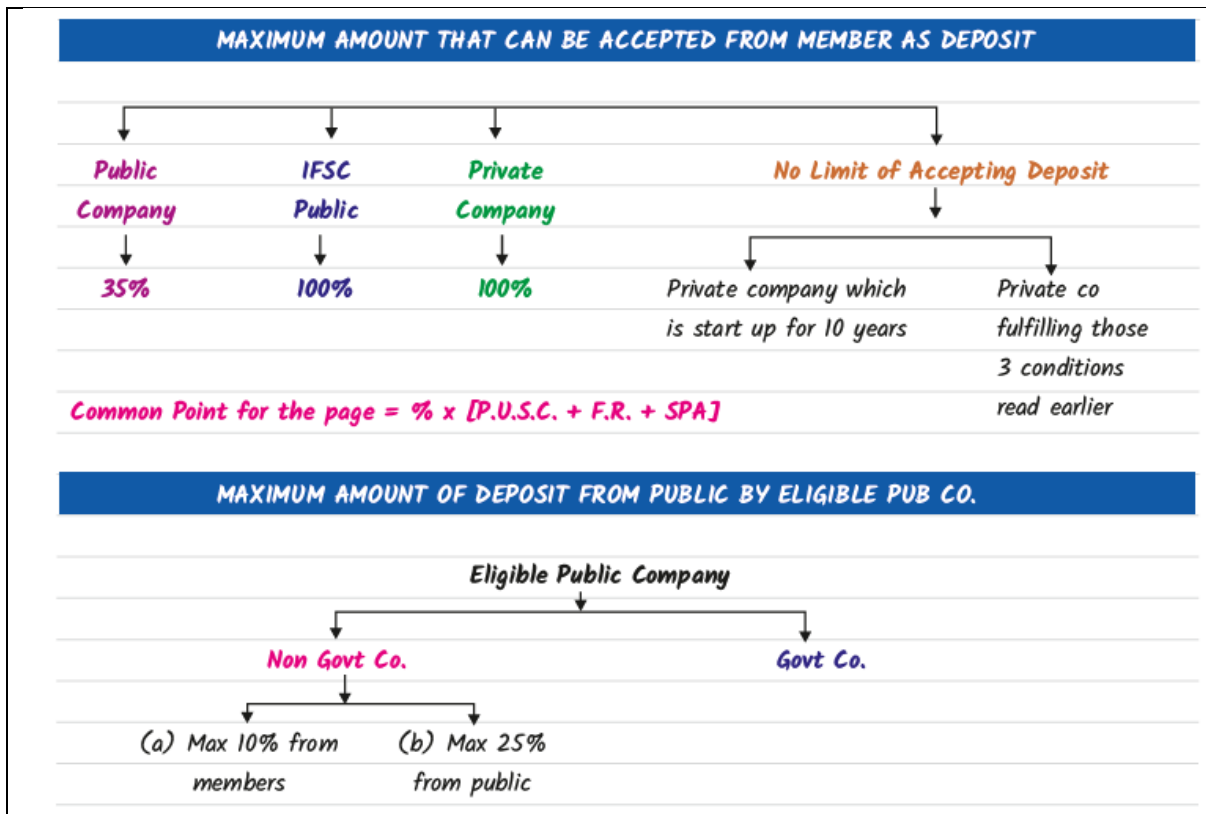 MAXIMUM AMOUNT THAT CAN BE ACCEPTED FROM MEMBER AS DEPOSIT
Public IFSC Private No Limit of Accepting Deposit
Company Public Company
35% 100% 100% Private company which Private co
is start up for 10 years fulfilling those
3 conditions
Common Point for the page = % x [P.U.S.C. + F.R. + SPA] read earlier
MAXIMUM AMOUNT OF DEPOSIT FROM PUBLIC BY ELIGIBLE PUB CO.
Eligible Public Company
Non Govt Co. Govt Co.
(a) Max 10% from (b) Max 25%
members from public